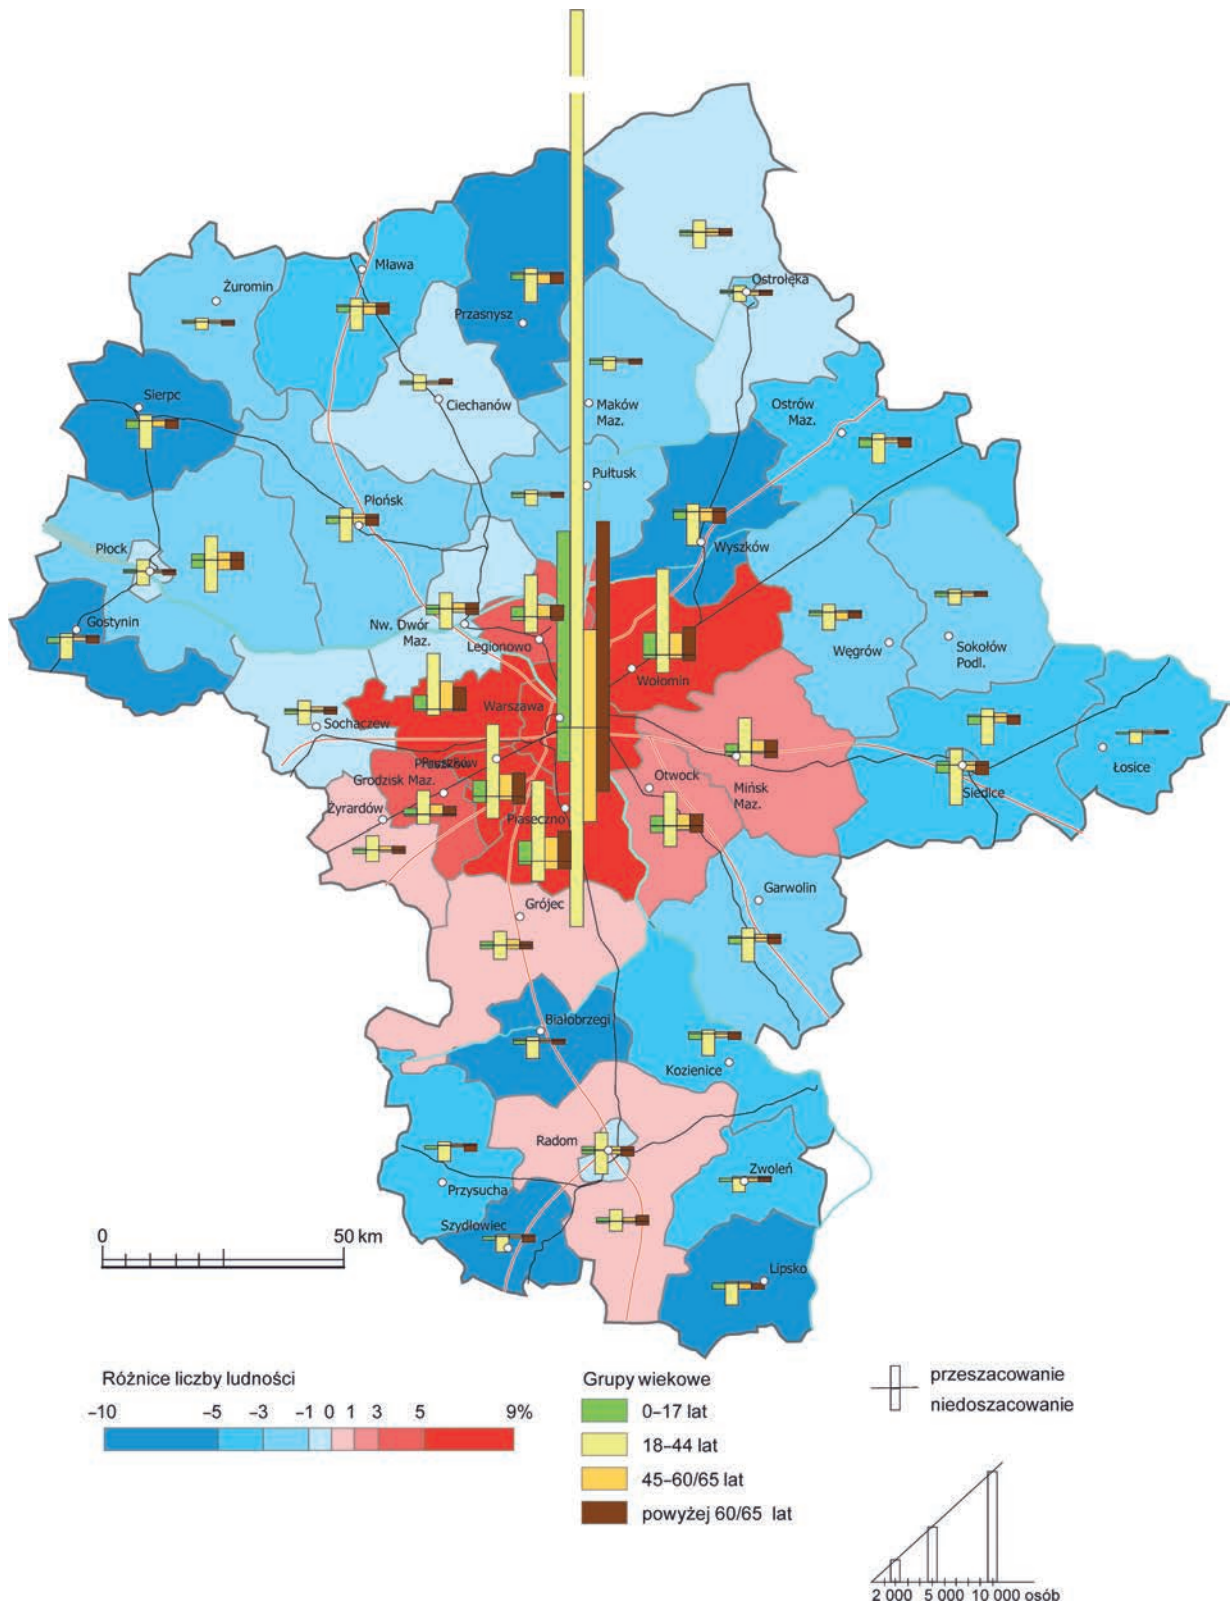 Mława
Żuromin
Ostrołęka
Przasnysz
Sierpc
Ciechanów
Maków
Maz.
Ostrów
Maz.
Pułtusk
Płońsk
Płock
Wyszków
Gostynin
Nw. Dwór
Maz.
Legionowo
Węgrów
Sokołów
Podl.
Wołomin
Warszawa
Sochaczew
Pruszków
Grodzisk Maz.
Otwock
Mińsk
Maz.
Siedlce
Łosice
Żyrardów
Piaseczno
Garwolin
Grójec
Białobrzegi
Kozienice
Radom
Zwoleń
Przysucha
Szydłowiec
Lipsko
0 50 km
Różnice liczby ludności
–10 –5 –3 –1 0 1 3 5 9%
Grupy wiekowe
0–17 lat
18–44 lat
45–60/65 lat
powyżej 60/65 lat
przeszacowanie
niedoszacowanie
2 000 5 000 10 000 osób